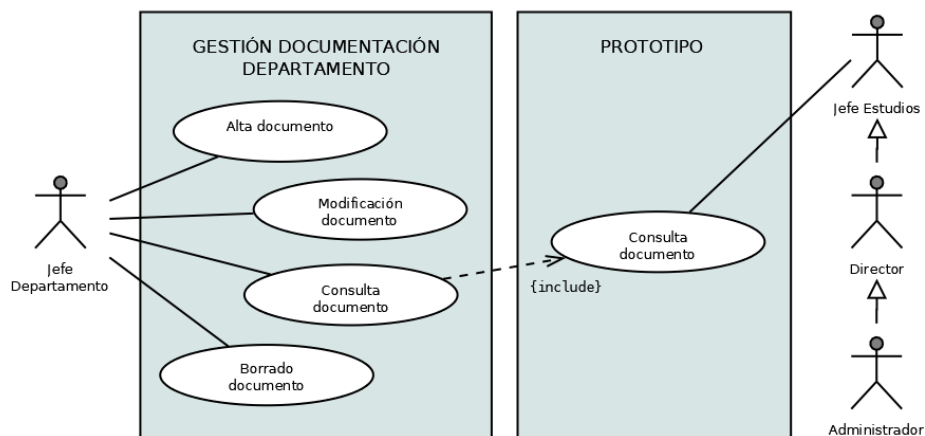 GESTIÓN DOCUMENTACIÓN
DEPARTAMENTO
Alta documento
Modificación
documento
Consulta
documento
Borrado
documento
Jefe
Departamento
PROTOTIPO
Consulta
documento
{include}
Jefe Estudios
Director
Administrador